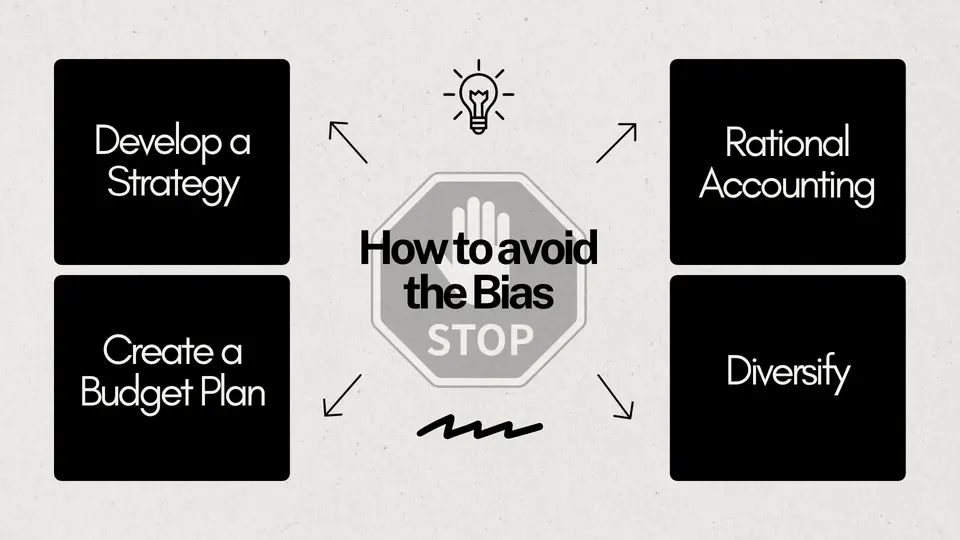 Develop a
Strategy
Create a
Budget Plan
How to avoid
the Bias
STOP
Rational
Accounting
Diversify